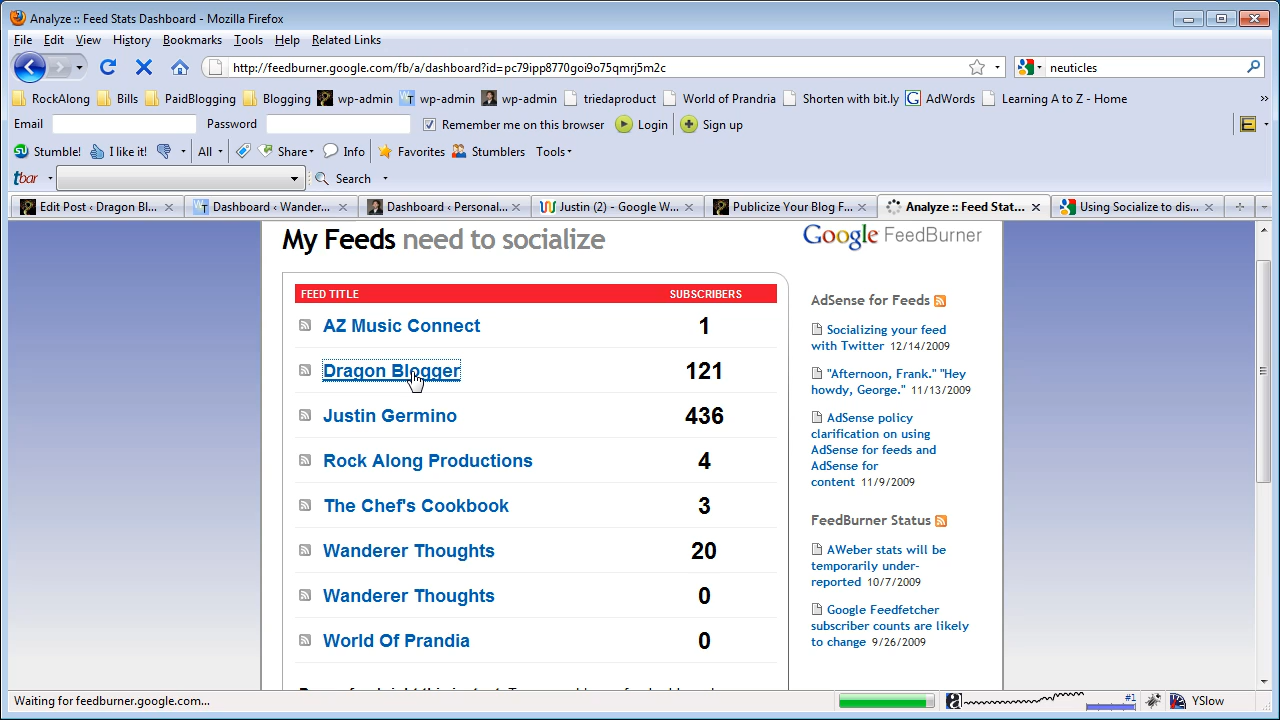 Analyze :: Feed Stats Dashboard - Mozilla Firefox
File Edit View History Bookmarks Tools Help Related Links
http://feedburner.google.com/fb/a/dashboard?id=pc79ipp8770goi9o75qmrj5m2c
neuticles
RockAlong Bills PaidBlogging Blogging wp-admin wp-admin wp-admin triedaproduct World of Prandria Shorten with bit.ly AdWords Learning A to Z - Home »
Email Password Remember me on this browser Login Sign up
Stumble! I like it! All Share Info Favorites Stumblers Tools
tbar Search
Edit Post ‹ Dragon Bl... Dashboard ‹ Wander... Dashboard ‹ Personal... Justin (2) - Google W... Publicize Your Blog F... Analyze :: Feed Stat... Using Socialize to dis...
My Feeds need to socialize
Google FeedBurner
FEED TITLE SUBSCRIBERS
AZ Music Connect 1
Dragon Blogger 121
Justin Germino 436
Rock Along Productions 4
The Chef's Cookbook 3
Wanderer Thoughts 20
Wanderer Thoughts 0
World Of Prandia 0
AdSense for Feeds
Socializing your feed
with Twitter 12/14/2009
"Afternoon, Frank." "Hey
howdy, George." 11/13/2009
AdSense policy
clarification on using
AdSense for feeds and
AdSense for
content 11/9/2009
FeedBurner Status
AWeber stats will be
temporarily under-
reported 10/7/2009
Google Feedfetcher
subscriber counts are likely
to change 9/26/2009
Waiting for feedburner.google.com...
#1
YSlow